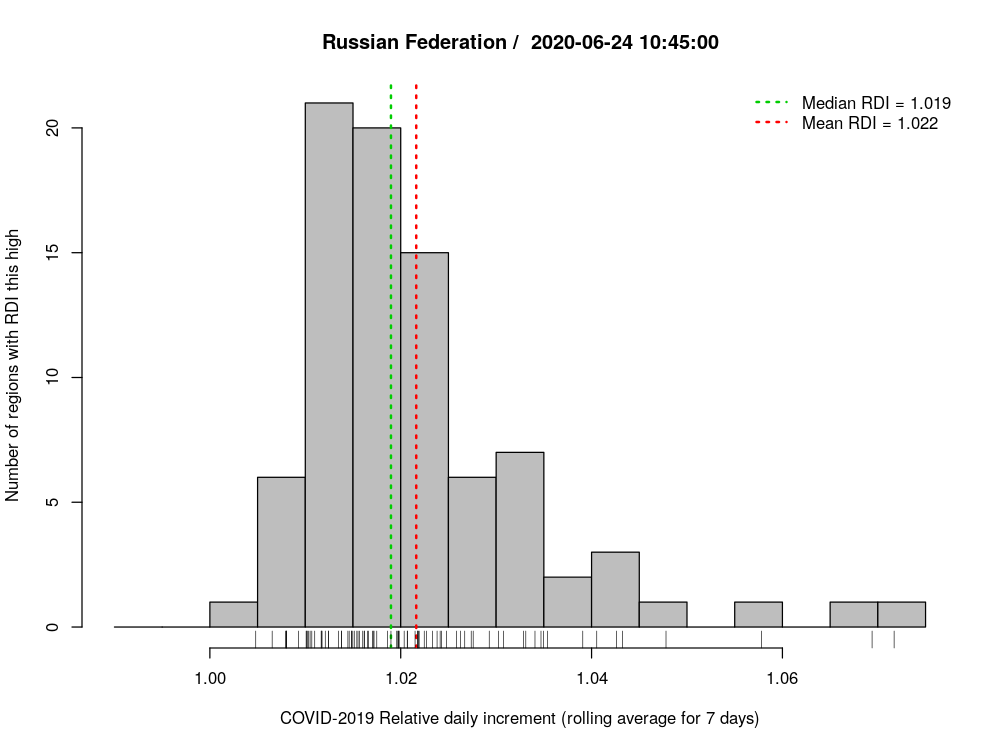 Russian Federation /  2020-06-24 10:45:00
Median RDI = 1.019
Mean RDI = 1.022
Number of regions with RDI this high
20
15
10
5
0
1.00 1.02 1.04 1.06
COVID-2019 Relative daily increment (rolling average for 7 days)